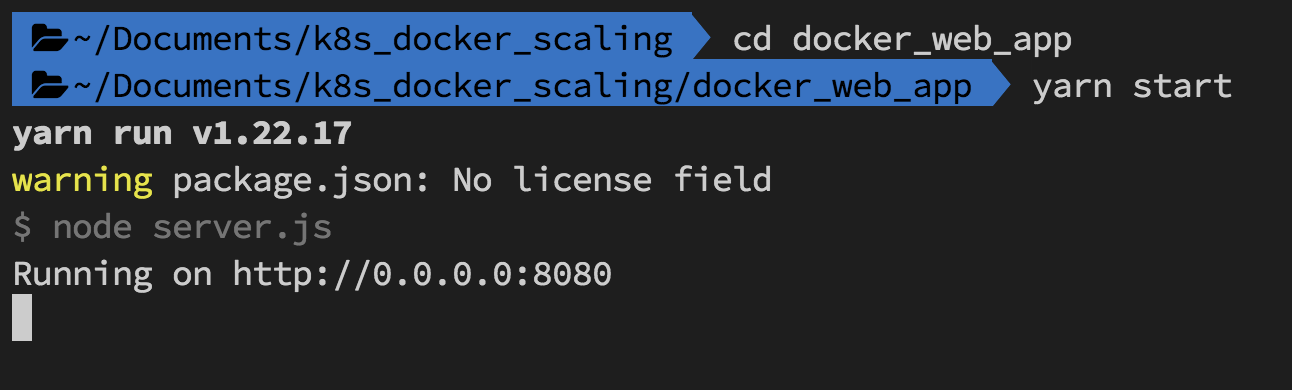 ~/Documents/k8s_docker_scaling cd docker_web_app
~/Documents/k8s_docker_scaling/docker_web_app yarn start
yarn run v1.22.17
warning package.json: No license field
$ node server.js
Running on http://0.0.0.0:8080